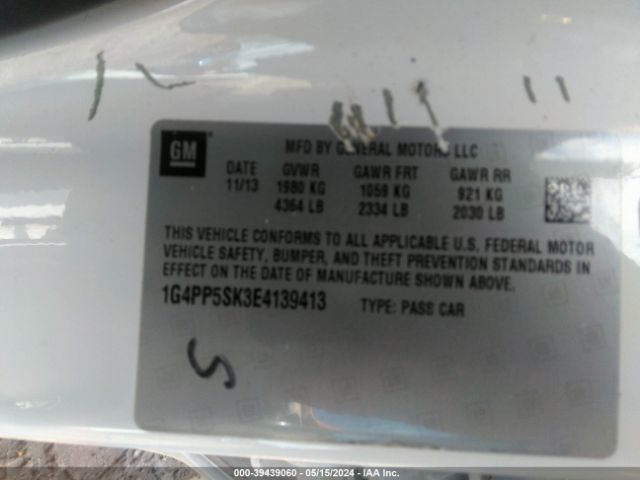 GM
MFD BY GENERAL MOTORS LLC
DATE GVWR GAWR FRT GAWR RR
11/13 1980 KG 1059 KG 921 KG
4364 LB 2334 LB 2030 LB
THIS VEHICLE CONFORMS TO ALL APPLICABLE U.S. FEDERAL MOTOR
VEHICLE SAFETY, BUMPER, AND THEFT PREVENTION STANDARDS IN
EFFECT ON THE DATE OF MANUFACTURE SHOWN ABOVE.
1G4PP5SK3E4139413 TYPE: PASS CAR
5
000-39439060 - 05/15/2024 - IAA Inc.